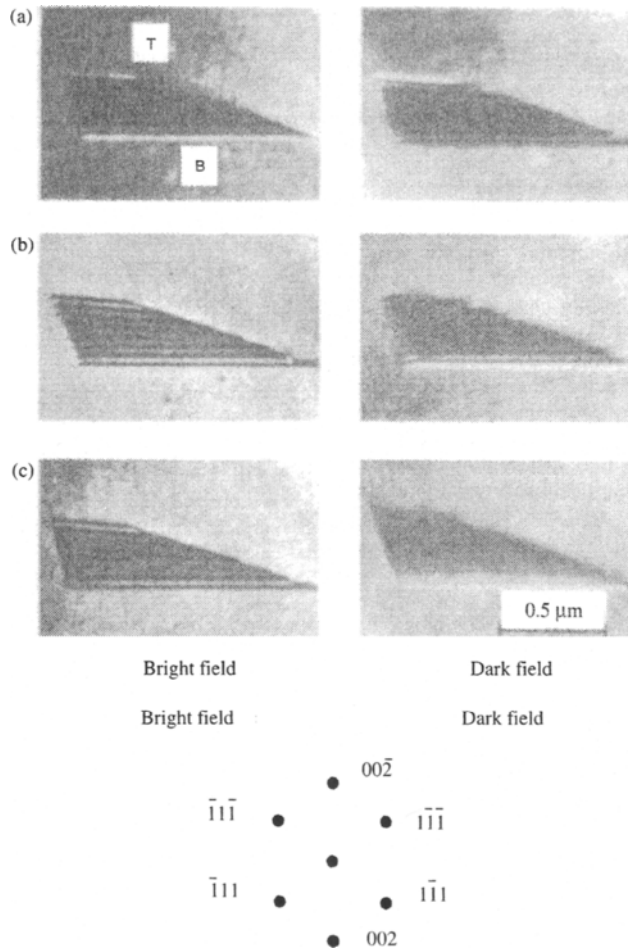 (a)
T
B
(b)
(c)
0.5 μm
Bright field Dark field
Bright field Dark field
002̄
1̄11̄ 11̄1̄
1̄11 11̄1
002